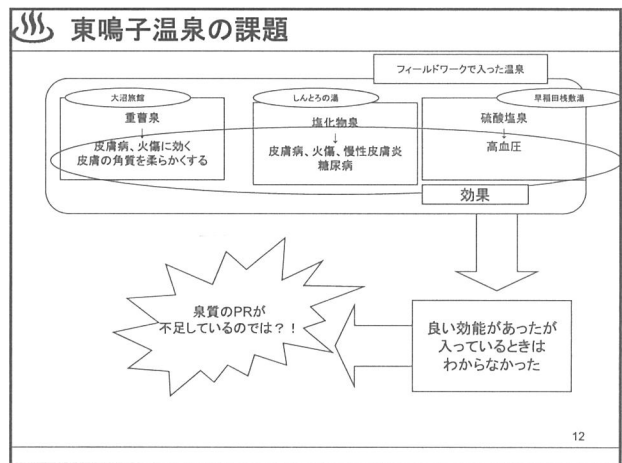 東鳴子温泉の課題
フィールドワークで入った温泉
大沼旅館
重曹泉
↓
皮膚病、火傷に効く
皮膚の角質を柔らかくする
しんとろの湯
塩化物泉
↓
皮膚病、火傷、慢性皮膚炎
糖尿病
早稲田桟敷湯
硫酸塩泉
↓
高血圧
効果
良い効能があったが
入っているときは
わからなかった
泉質のPRが
不足しているのでは？！
12